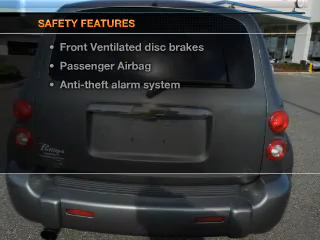 SAFETY FEATURES
• Front Ventilated disc brakes
• Passenger Airbag
• Anti-theft alarm system